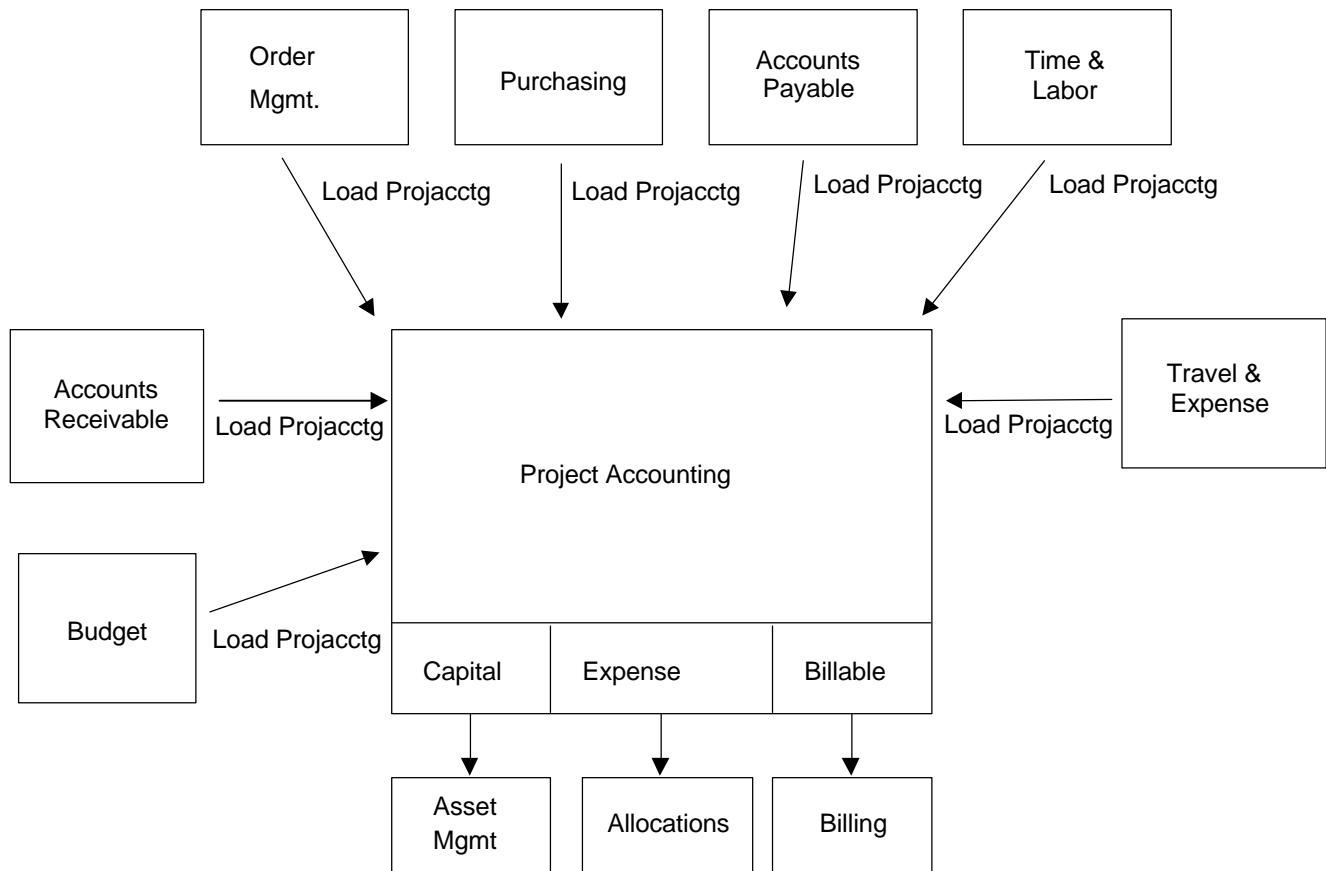 Order
Mgmt.
Purchasing
Accounts
Payable
Time &
Labor
Load Projacctg
Load Projacctg
Load Projacctg
Load Projacctg
Accounts
Receivable
Load Projacctg
Travel &
Expense
Load Projacctg
Project Accounting
Budget
Load Projacctg
Capital
Expense
Billable
Asset
Mgmt
Allocations
Billing